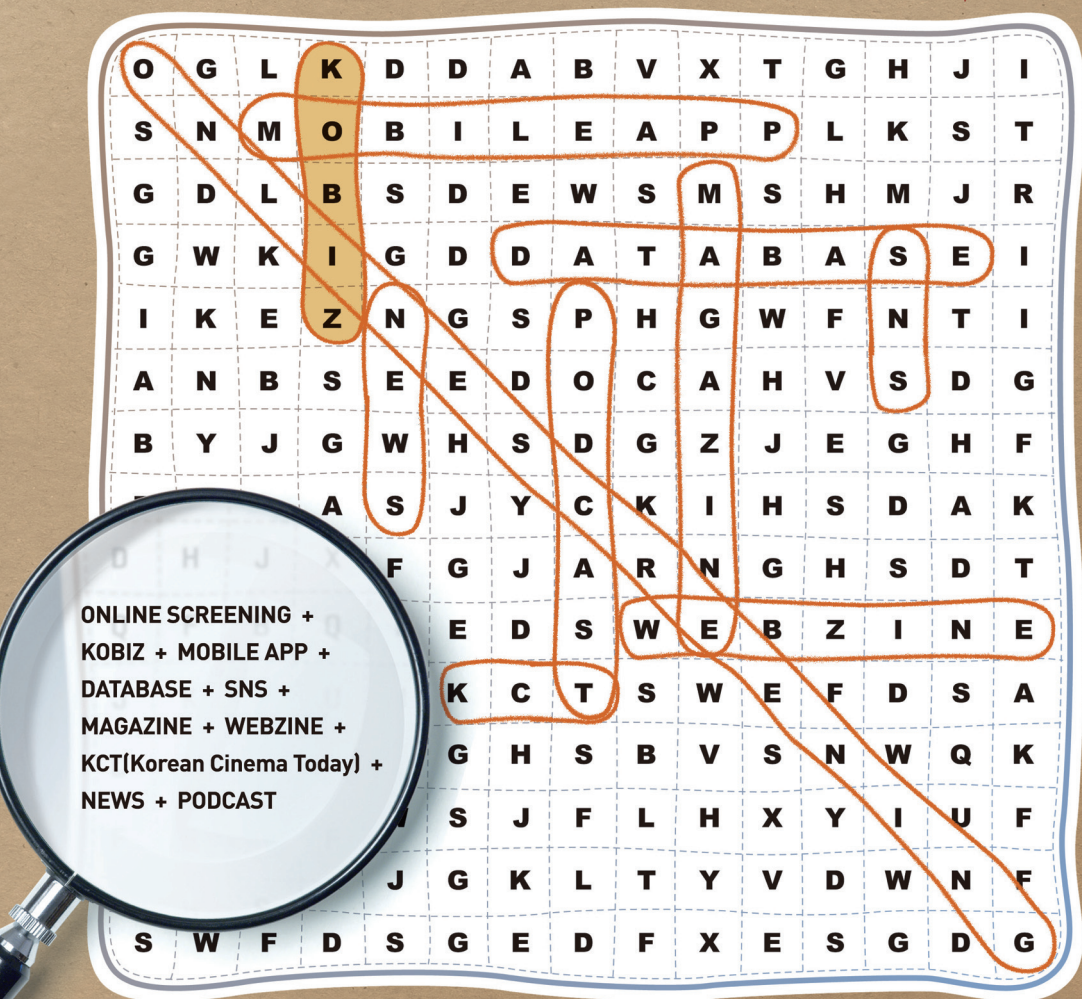 O G L K D D A B V X T G H J I
S N M O B I L E A P P L K S T
G D L B S D E W S M S H M J R
G W K I G D D A T A B A S E I
I K E Z N G S P H G W F N T I
A N B S E E D O C A H V S D G
B Y J G W H S D G Z J E G H F
A S J Y C K I H S D A K
D H J X F G J A R N G H S D T
E D S W E B Z I N E
K C T S W E F D S A
G H S B V S N W Q K
S J F L H X Y I U F
J G K L T Y V D W N F
S W F D S G E D F X E S G D G
ONLINE SCREENING +
KOBIZ + MOBILE APP +
DATABASE + SNS +
MAGAZINE + WEBZINE +
KCT(Korean Cinema Today) +
NEWS + PODCAST